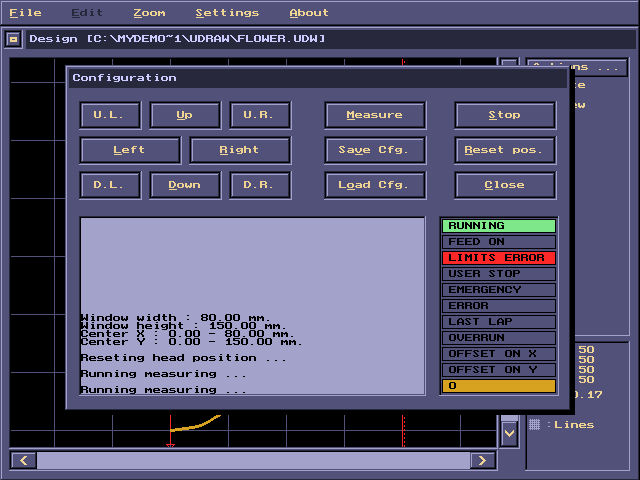 File Edit Zoom Settings About
Design [C:\MYDEMO~1\UDRAW\FLOWER.UDW]
Configuration
U.L. Up U.R. Measure Stop
Left Right Save Cfg. Reset pos.
D.L. Down D.R. Load Cfg. Close
Window width : 80.00 mm.
Window height : 150.00 mm.
Center X : 0.00 - 80.00 mm.
Center Y : 0.00 - 150.00 mm.
Reseting head position ...
Running measuring ...
Running measuring ...
RUNNING
FEED ON
LIMITS ERROR
USER STOP
EMERGENCY
ERROR
LAST LAP
OVERRUN
OFFSET ON X
OFFSET ON Y
0
50
50
50
50
0.17
:Lines